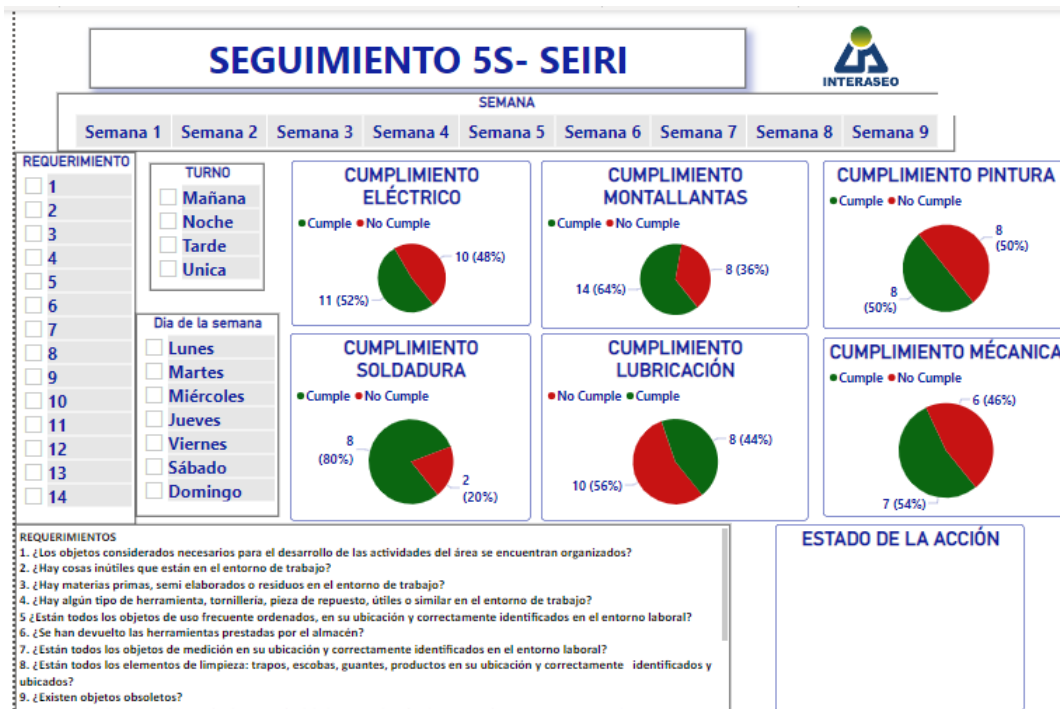 SEGUIMIENTO 5S- SEIRI
INTERASEO
SEMANA
Semana 1 Semana 2 Semana 3 Semana 4 Semana 5 Semana 6 Semana 7 Semana 8 Semana 9
REQUERIMIENTO
1
2
3
4
5
6
7
8
9
10
11
12
13
14
TURNO
Mañana
Noche
Tarde
Unica
Dia de la semana
Lunes
Martes
Miércoles
Jueves
Viernes
Sábado
Domingo
CUMPLIMIENTO
ELÉCTRICO
Cumple No Cumple
10 (48%)
11 (52%)
CUMPLIMIENTO
MONTALLANTAS
Cumple No Cumple
8 (36%)
14 (64%)
CUMPLIMIENTO PINTURA
Cumple No Cumple
8
(50%)
8
(50%)
CUMPLIMIENTO
SOLDADURA
Cumple No Cumple
8
(80%)
2
(20%)
CUMPLIMIENTO
LUBRICACIÓN
No Cumple Cumple
8 (44%)
10 (56%)
CUMPLIMIENTO MÉCANICA
Cumple No Cumple
6 (46%)
7 (54%)
REQUERIMIENTOS
1. ¿Los objetos considerados necesarios para el desarrollo de las actividades del área se encuentran organizados?
2. ¿Hay cosas inútiles que están en el entorno de trabajo?
3. ¿Hay materias primas, semi elaborados o residuos en el entorno de trabajo?
4. ¿Hay algún tipo de herramienta, tornillería, pieza de repuesto, útiles o similar en el entorno de trabajo?
5 ¿Están todos los objetos de uso frecuente ordenados, en su ubicación y correctamente identificados en el entorno laboral?
6. ¿Se han devuelto las herramientas prestadas por el almacén?
7. ¿Están todos los objetos de medición en su ubicación y correctamente identificados en el entorno laboral?
8. ¿Están todos los elementos de limpieza: trapos, escobas, guantes, productos en su ubicación y correctamente identificados y
ubicados?
9. ¿Existen objetos obsoletos?
ESTADO DE LA ACCIÓN